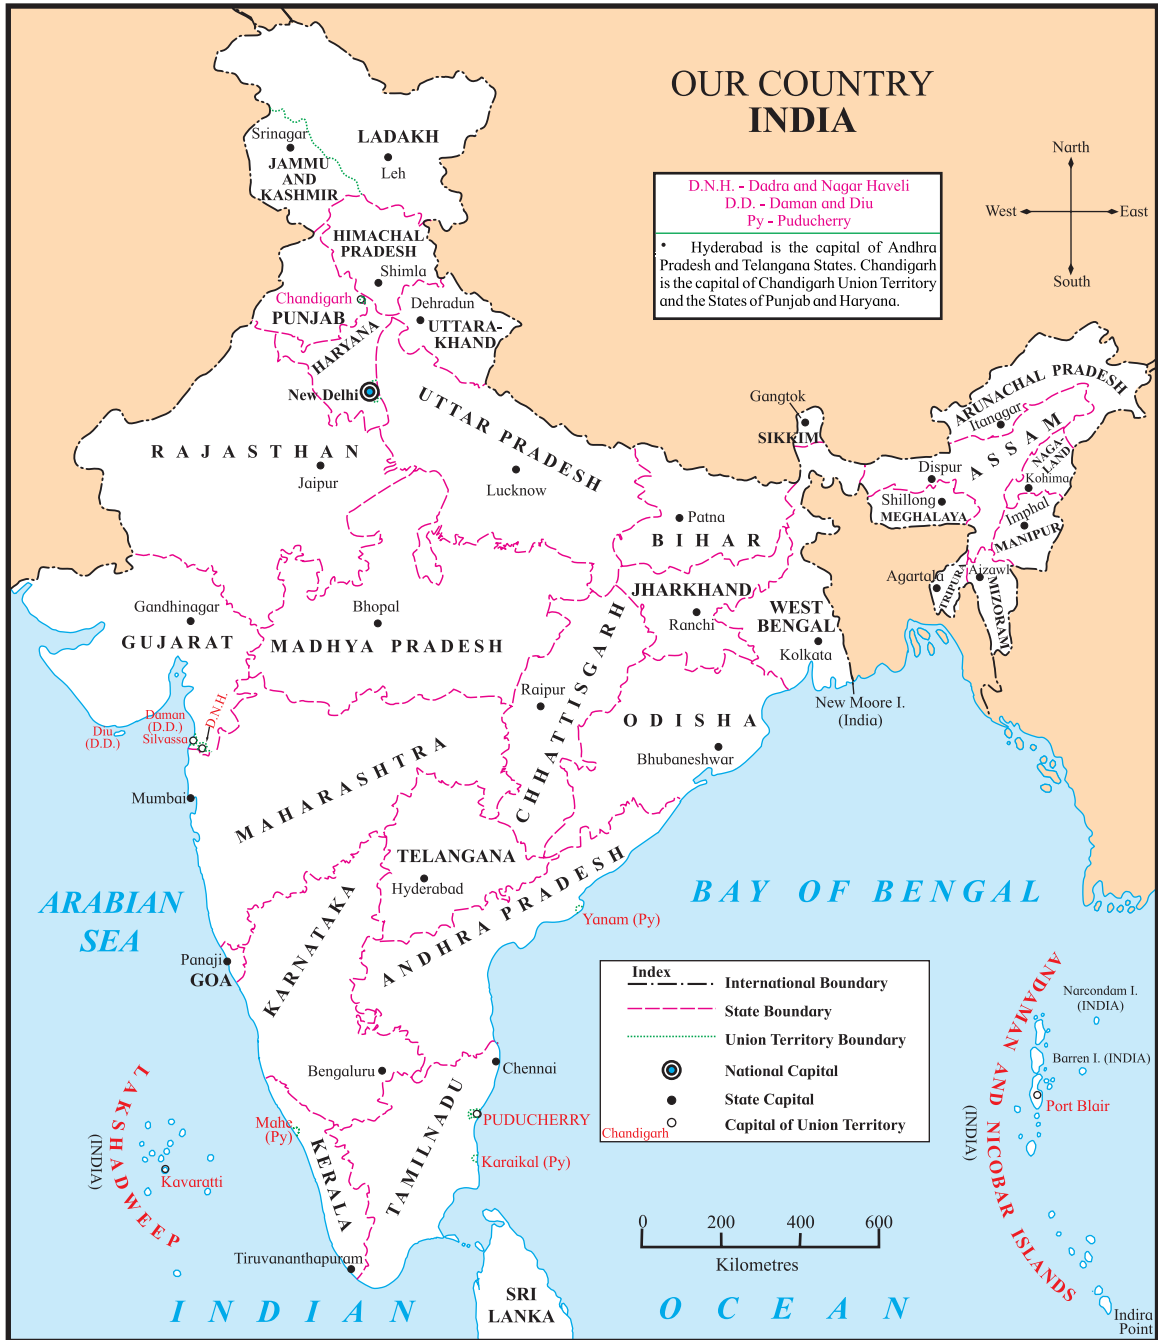 OUR COUNTRY
INDIA
D.N.H. - Dadra and Nagar Haveli
D.D. - Daman and Diu
Py - Puducherry
• Hyderabad is the capital of Andhra
Pradesh and Telangana States. Chandigarh
is the capital of Chandigarh Union Territory
and the States of Punjab and Haryana.
Narth
West
East
South
Srinagar
LADAKH
Leh
JAMMU
AND
KASHMIR
HIMACHAL
PRADESH
Shimla
Chandigarh
PUNJAB
Dehradun
UTTARA-
KHAND
HARYANA
New Delhi
UTTAR PRADESH
Lucknow
RAJASTHAN
Jaipur
Gangtok
SIKKIM
ARUNACHAL PRADESH
Itanagar
ASSAM
Dispur
NAGA-
LAND
Kohima
Shillong
MEGHALAYA
Imphal
MANIPUR
Patna
BIHAR
Agartala
TRIPURA
Aizawl
MIZORAM
JHARKHAND
Ranchi
WEST
BENGAL
Kolkata
New Moore I.
(India)
Gandhinagar
GUJARAT
Bhopal
MADHYA PRADESH
Raipur
CHHATTISGARH
ODISHA
Bhubaneshwar
Diu
(D.D.)
Daman
(D.D.)
Silvassa
D.N.H.
Mumbai
MAHARASHTRA
TELANGANA
Hyderabad
ANDHRA PRADESH
Yanam (Py)
ARABIAN
SEA
BAY OF BENGAL
Panaji
GOA
KARNATAKA
Bengaluru
Chennai
TAMILNADU
PUDUCHERRY
Karaikal (Py)
Mahe
(Py)
KERALA
Tiruvananthapuram
LAKSHADWEEP
(INDIA)
Kavaratti
Index
International Boundary
State Boundary
Union Territory Boundary
National Capital
State Capital
Chandigarh
Capital of Union Territory
ANDAMAN AND NICOBAR ISLANDS
(INDIA)
Narcondam I.
(INDIA)
Barren I. (INDIA)
Port Blair
Indira
Point
0 200 400 600
Kilometres
SRI
LANKA
INDIAN OCEAN